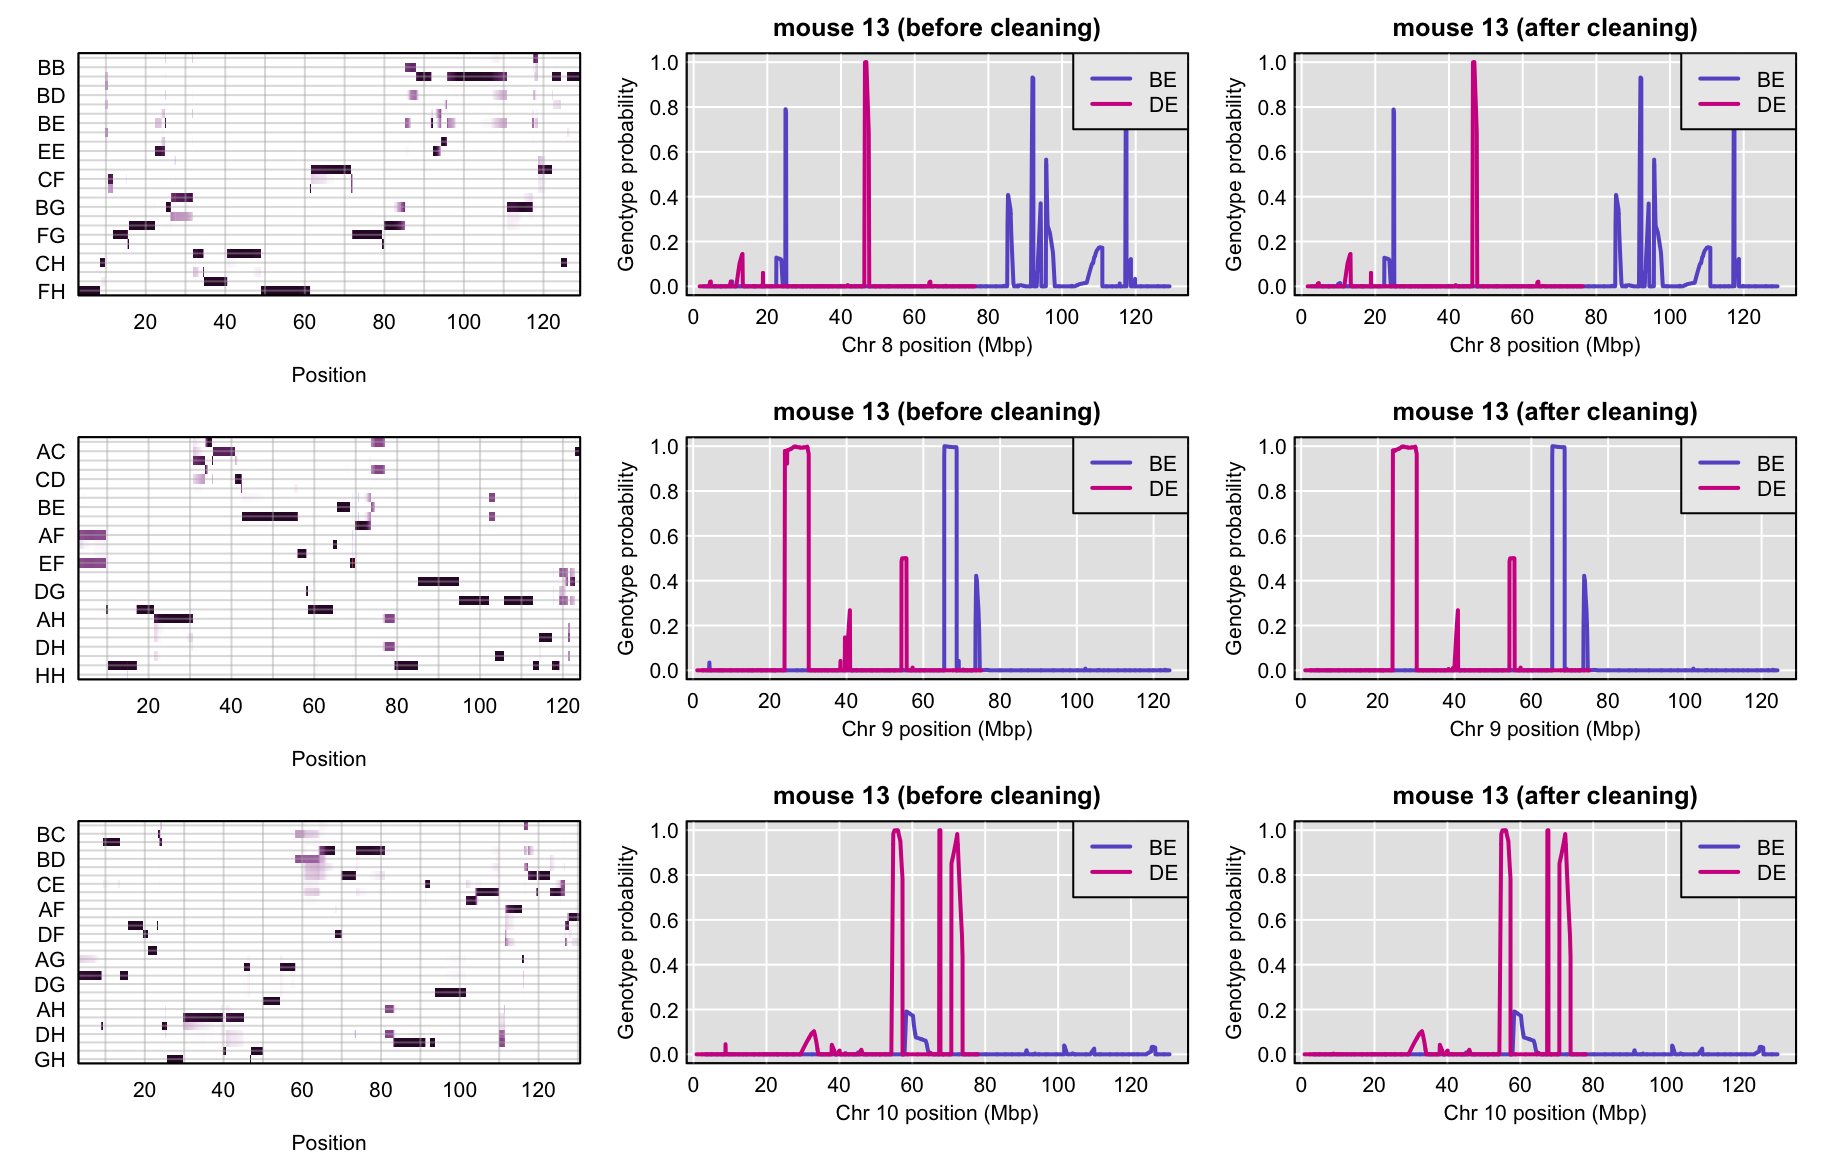 BB
BD
BE
EE
CF
BG
FG
CH
FH
20 40 60 80 100 120
Position
mouse 13 (before cleaning)
Genotype probability
1.0
0.8
0.6
0.4
0.2
0.0
BE
DE
0 20 40 60 80 100 120
Chr 8 position (Mbp)
mouse 13 (after cleaning)
Genotype probability
1.0
0.8
0.6
0.4
0.2
0.0
BE
DE
0 20 40 60 80 100 120
Chr 8 position (Mbp)
AC
CD
BE
AF
EF
DG
AH
DH
HH
20 40 60 80 100 120
Position
mouse 13 (before cleaning)
Genotype probability
1.0
0.8
0.6
0.4
0.2
0.0
BE
DE
0 20 40 60 80 100 120
Chr 9 position (Mbp)
mouse 13 (after cleaning)
Genotype probability
1.0
0.8
0.6
0.4
0.2
0.0
BE
DE
0 20 40 60 80 100 120
Chr 9 position (Mbp)
BC
BD
CE
AF
DF
AG
DG
AH
DH
GH
20 40 60 80 100 120
Position
mouse 13 (before cleaning)
Genotype probability
1.0
0.8
0.6
0.4
0.2
0.0
BE
DE
0 20 40 60 80 100 120
Chr 10 position (Mbp)
mouse 13 (after cleaning)
Genotype probability
1.0
0.8
0.6
0.4
0.2
0.0
BE
DE
0 20 40 60 80 100 120
Chr 10 position (Mbp)